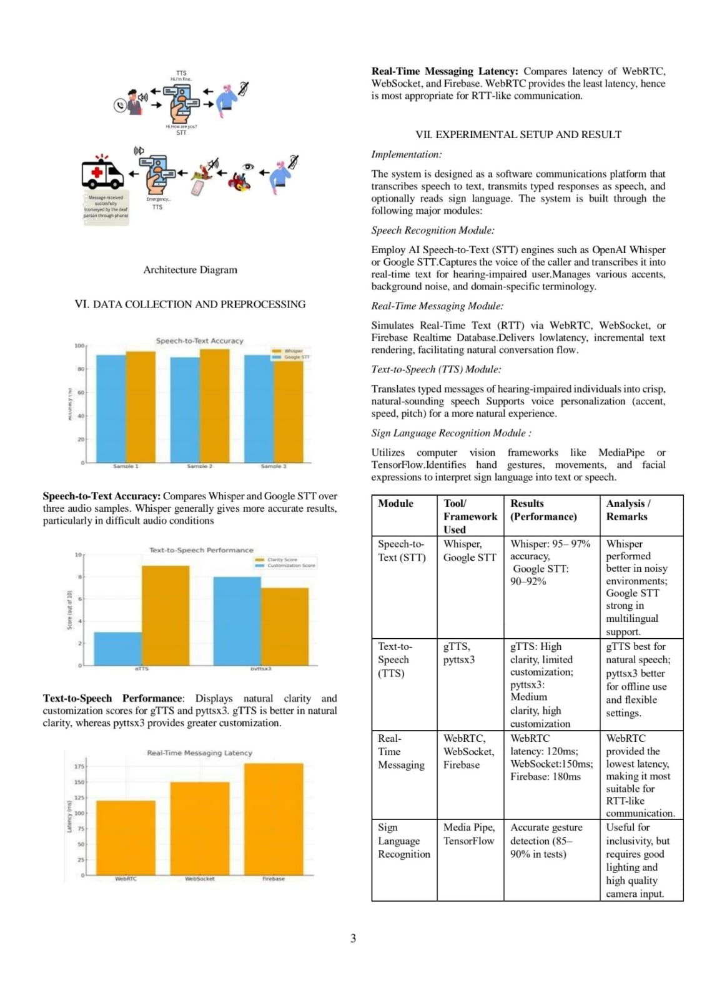 TTS
Hi.I'm fine..
Hi.How are you?
STT
Message received
succesfully
(conveyed by the deaf
person through phone)
Emergency...
TTS
Architecture Diagram
VI. DATA COLLECTION AND PREPROCESSING
Speech-to-Text Accuracy
Whisper
Google STT
100
80
60
40
20
0
Accuracy (%)
Sample 1
Sample 2
Sample 3
Speech-to-Text Accuracy: Compares Whisper and Google STT over
three audio samples. Whisper generally gives more accurate results,
particularly in difficult audio conditions
Text-to-Speech Performance
Clarity Score
Customization Score
10
8
6
4
2
0
Score (out of 10)
gTTS
pyttsx3
Text-to-Speech Performance: Displays natural clarity and
customization scores for gTTS and pyttsx3. gTTS is better in natural
clarity, whereas pyttsx3 provides greater customization.
Real-Time Messaging Latency
175
150
125
100
75
50
25
0
Latency (ms)
WebRTC
WebSocket
Firebase
Real-Time Messaging Latency: Compares latency of WebRTC,
WebSocket, and Firebase. WebRTC provides the least latency, hence
is most appropriate for RTT-like communication.
VII. EXPERIMENTAL SETUP AND RESULT
Implementation:
The system is designed as a software communications platform that
transcribes speech to text, transmits typed responses as speech, and
optionally reads sign language. The system is built through the
following major modules:
Speech Recognition Module:
Employ AI Speech-to-Text (STT) engines such as OpenAI Whisper
or Google STT.Captures the voice of the caller and transcribes it into
real-time text for hearing-impaired user.Manages various accents,
background noise, and domain-specific terminology.
Real-Time Messaging Module:
Simulates Real-Time Text (RTT) via WebRTC, WebSocket, or
Firebase Realtime Database.Delivers lowlatency, incremental text
rendering, facilitating natural conversation flow.
Text-to-Speech (TTS) Module:
Translates typed messages of hearing-impaired individuals into crisp,
natural-sounding speech Supports voice personalization (accent,
speed, pitch) for a more natural experience.
Sign Language Recognition Module :
Utilizes computer vision frameworks like MediaPipe or
TensorFlow.Identifies hand gestures, movements, and facial
expressions to interpret sign language into text or speech.
Module
Tool/
Framework
Used
Results
(Performance)
Analysis /
Remarks
Speech-to-
Text (STT)
Whisper,
Google STT
Whisper: 95– 97%
accuracy,
Google STT:
90–92%
Whisper
performed
better in noisy
environments;
Google STT
strong in
multilingual
support.
Text-to-
Speech
(TTS)
gTTS,
pyttsx3
gTTS: High
clarity, limited
customization;
pyttsx3:
Medium
clarity, high
customization
gTTS best for
natural speech;
pyttsx3 better
for offline use
and flexible
settings.
Real-
Time
Messaging
WebRTC,
WebSocket,
Firebase
WebRTC
latency: 120ms;
WebSocket:150ms;
Firebase: 180ms
WebRTC
provided the
lowest latency,
making it most
suitable for
RTT-like
communication.
Sign
Language
Recognition
Media Pipe,
TensorFlow
Accurate gesture
detection (85–
90% in tests)
Useful for
inclusivity, but
requires good
lighting and
high quality
camera input.
3